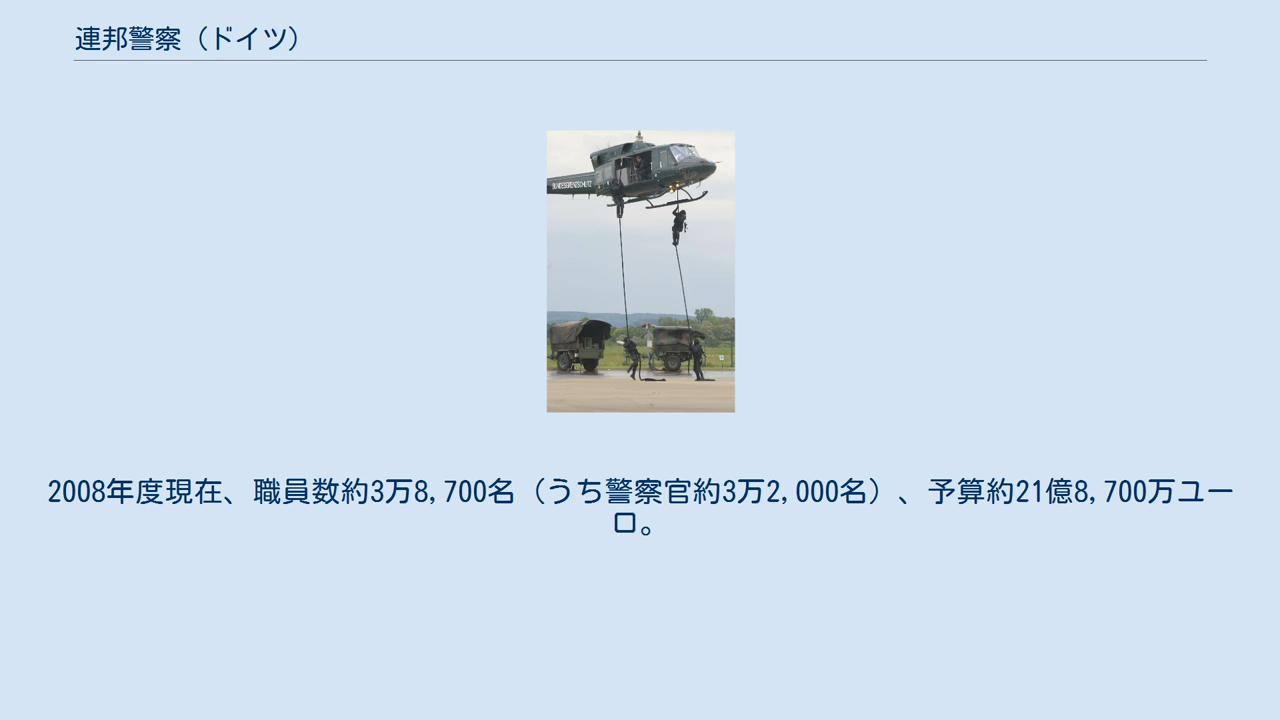 連邦警察（ドイツ）
BUNDESGRENZSCHUTZ
2008年度現在、職員数約3万8,700名（うち警察官約3万2,000名）、予算約21億8,700万ユー
ロ。